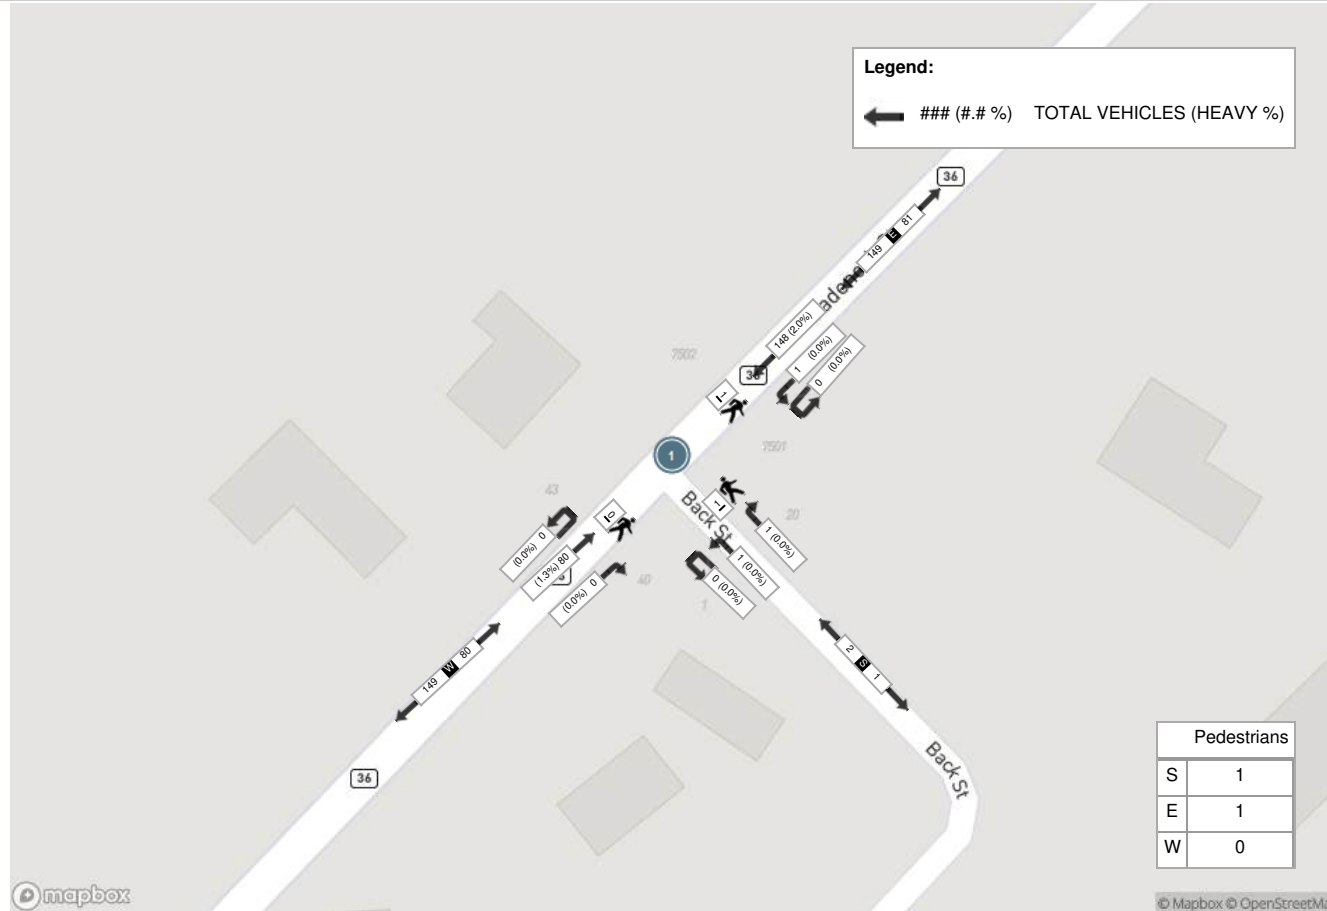 Legend:
### (#.# %) TOTAL VEHICLES (HEAVY %)
36
149 E 81
148 (2.0%)
1 (0.0%)
0 (0.0%)
7502
36
1
7501
1
43
0
Back St
1
20
1 (0.0%)
(0.0%) 0
(1.3%) 80
(0.0%) 0
40
1 (0.0%)
0 (0.0%)
1
149 W 80
2 S 1
36
Back St
Pedestrians
S 1
E 1
W 0
mapbox
© Mapbox © OpenStreetMa